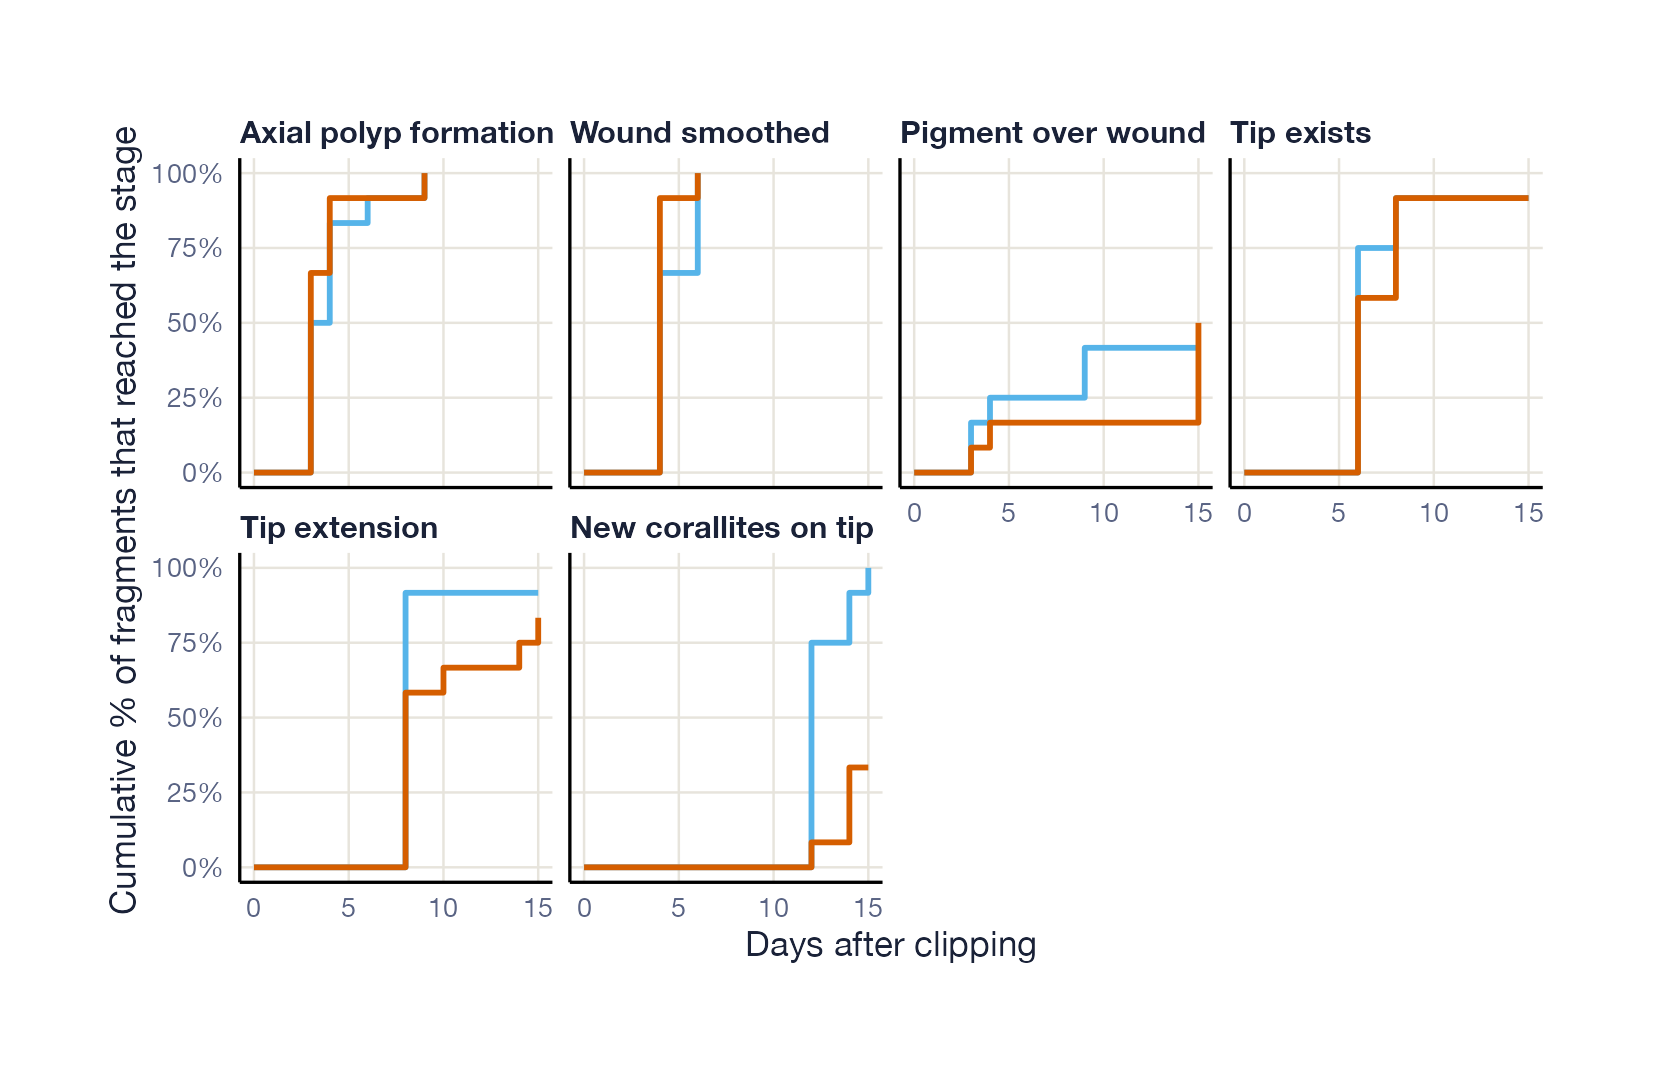 Cumulative % of fragments that reached the stage
Axial polyp formation
Wound smoothed
Pigment over wound
Tip exists
100%
75%
50%
25%
0%
0 5 10 15
0 5 10 15
Tip extension
New corallites on tip
100%
75%
50%
25%
0%
0 5 10 15
0 5 10 15
Days after clipping